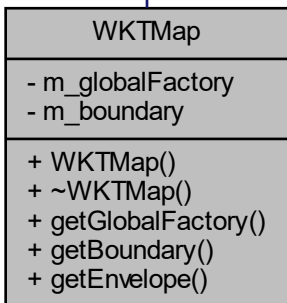 WKTMap
- m_globalFactory
- m_boundary
+ WKTMap()
+ ~WKTMap()
+ getGlobalFactory()
+ getBoundary()
+ getEnvelope()